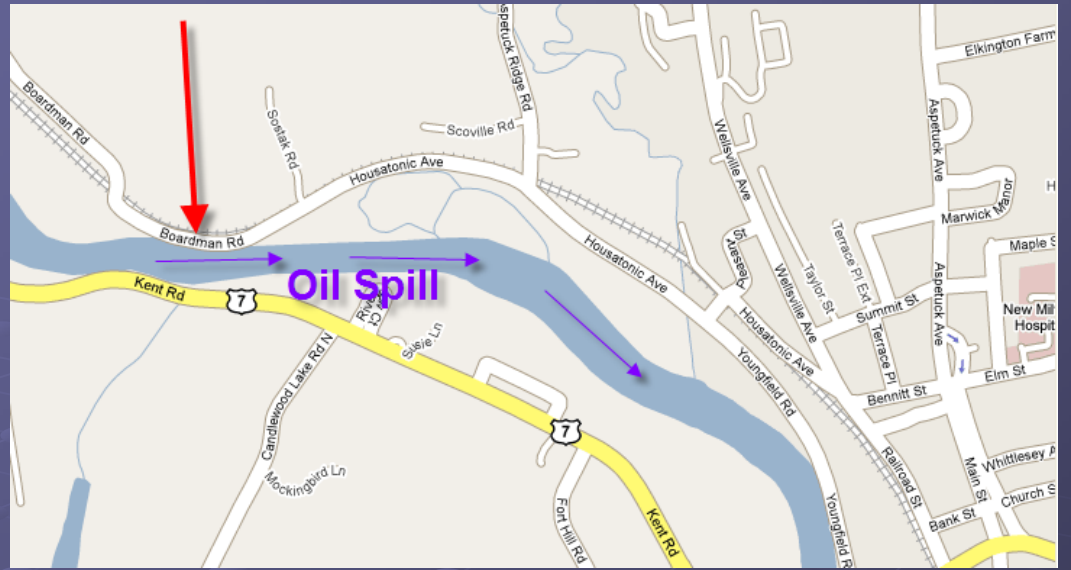 Elkington Farm
Aspetuck Ridge Rd
Boardman Rd
Sostak Rd
Scoville Rd
Wellsville Ave
Aspetuck Ave
Housatonic Ave
Marwick Manor
H
Boardman Rd
Housatonic Ave
Pleasant St
Terrace Pl Ext
Maple S
Taylor St
Wellsville Ave
Aspetuck Ave
Oil Spill
Kent Rd
7
Summit St
New Mil
Hospit
Housatonic Ave
Susie Ln
Terrace Pl
Candlewood Lake Rd N
Youngfield Rd
Elm St
Bennitt St
7
Mockingbird Ln
Railroad St
Main St
Whittlesey A
Church S
Bank St
Fort Hill Rd
Kent Rd
Youngfield R